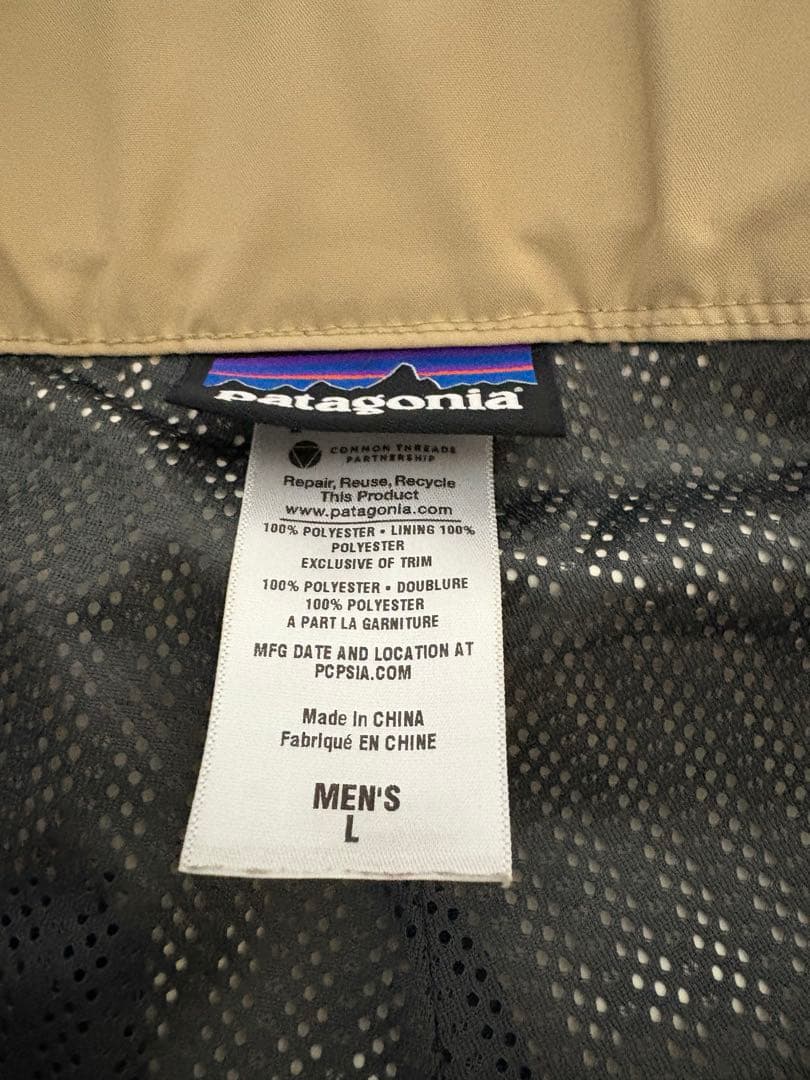 patagonia
COMMON THREADS
PARTNERSHIP
Repair, Reuse, Recycle
This Product
www.patagonia.com
100% POLYESTER • LINING 100%
POLYESTER
EXCLUSIVE OF TRIM
100% POLYESTER • DOUBLURE
100% POLYESTER
A PART LA GARNITURE
MFG DATE AND LOCATION AT
PCPSIA.COM
Made in CHINA
Fabriqué EN CHINE
MEN'S
L